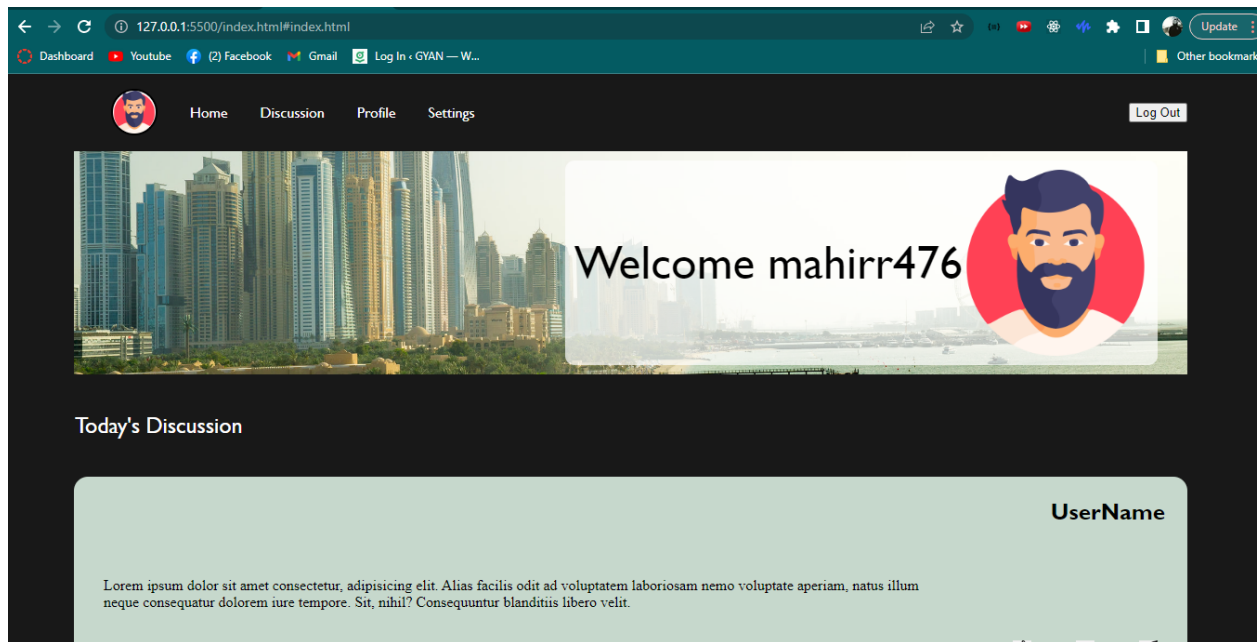 127.0.0.1:5500/index.html#index.html
Update
Dashboard Youtube (2) Facebook Gmail Log In ‹ GYAN — W... Other bookmark
Home Discussion Profile Settings Log Out
Welcome mahirr476
Today's Discussion
UserName
Lorem ipsum dolor sit amet consectetur, adipisicing elit. Alias facilis odit ad voluptatem laboriosam nemo voluptate aperiam, natus illum
neque consequatur dolorem iure tempore. Sit, nihil? Consequuntur blanditiis libero velit.